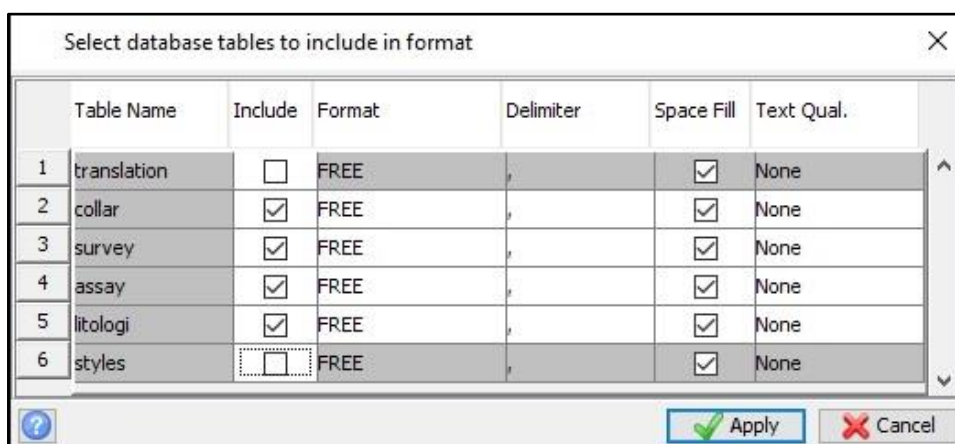 Select database tables to include in format
Table Name Include Format Delimiter Space Fill Text Qual.
1 translation FREE , None
2 collar FREE , None
3 survey FREE , None
4 assay FREE , None
5 litologi FREE , None
6 styles FREE , None
? Apply Cancel